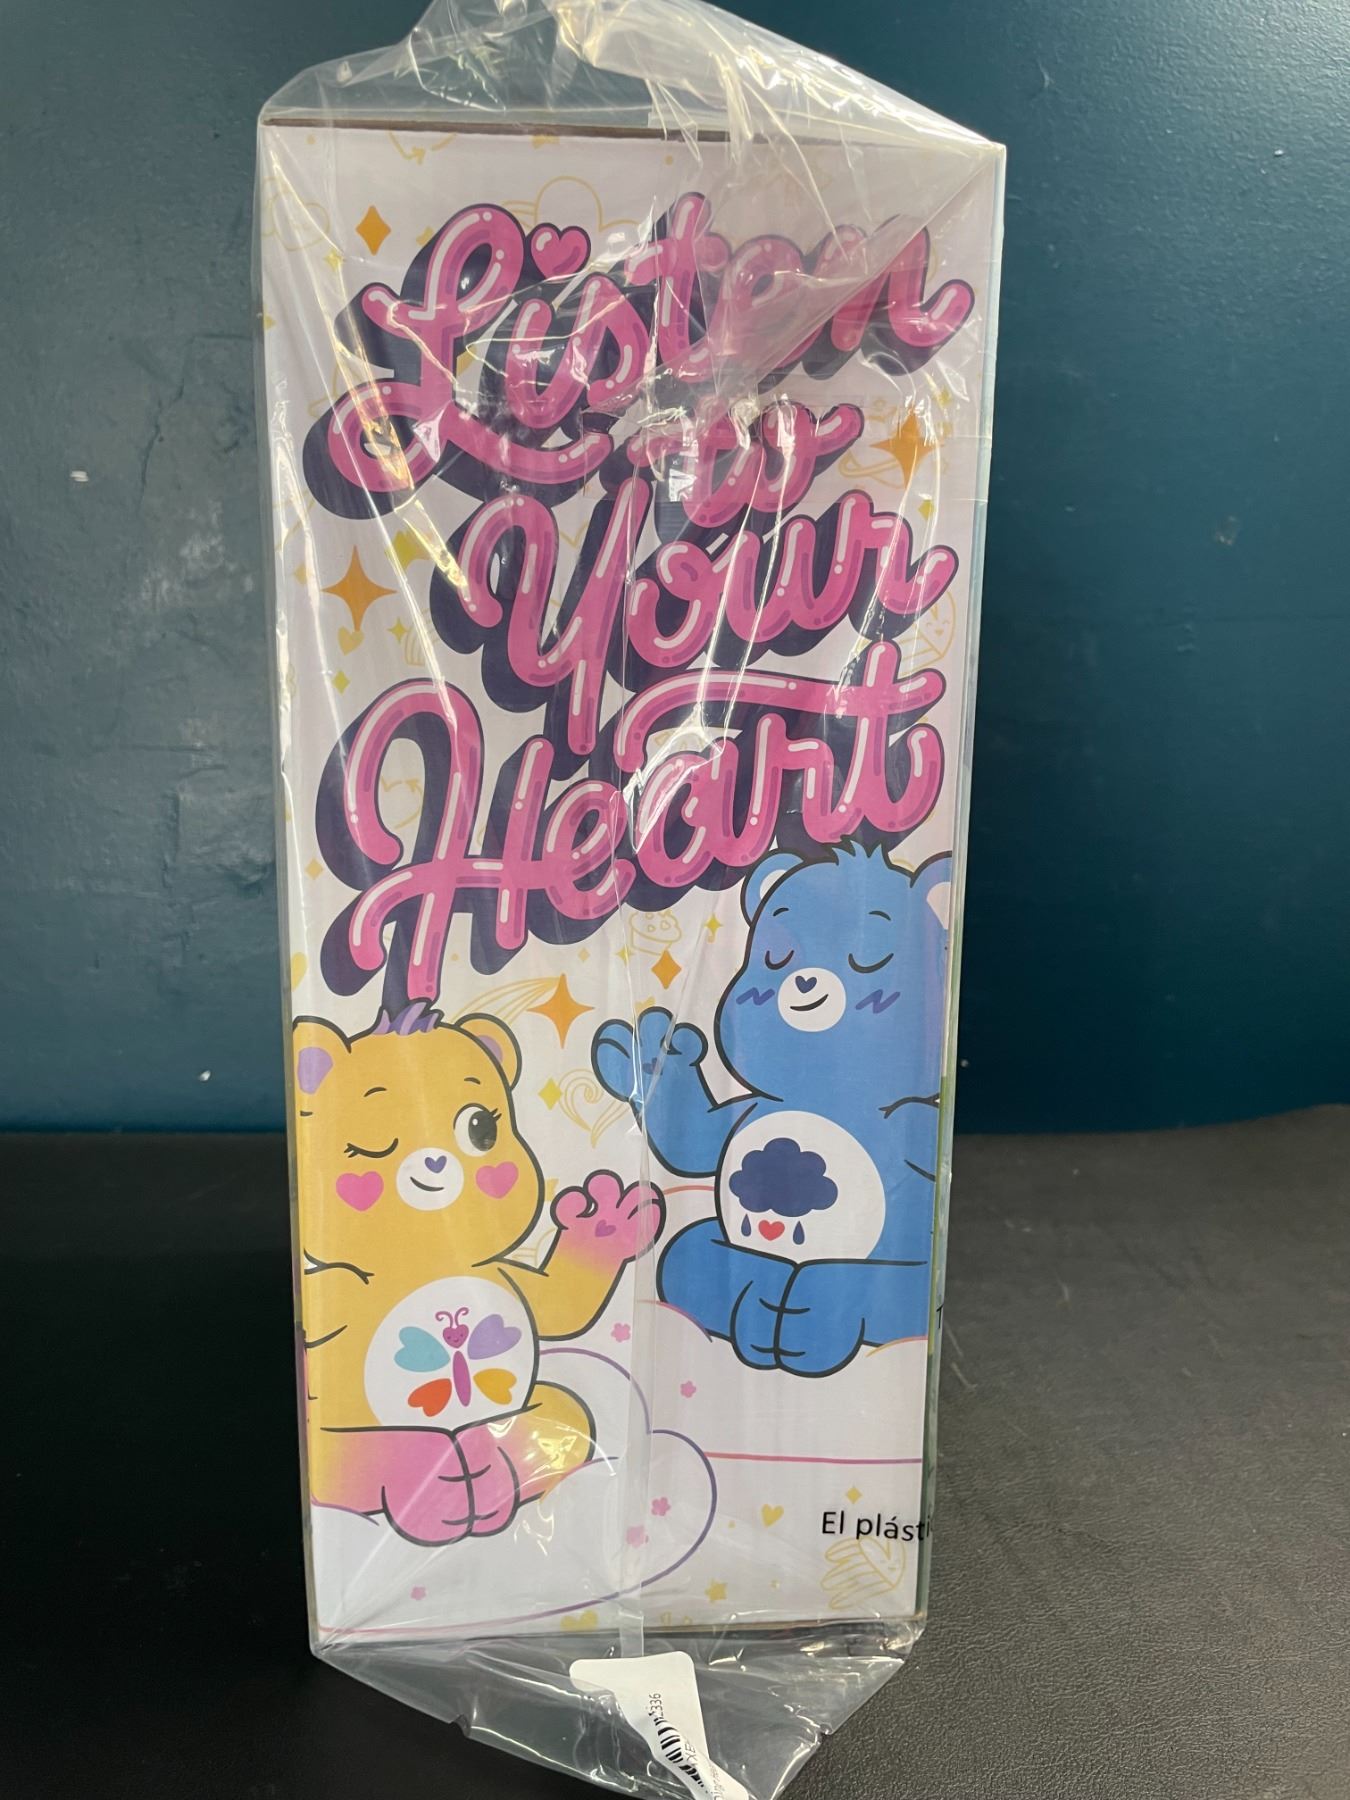 Listen
to
Your
Heart
El plásti